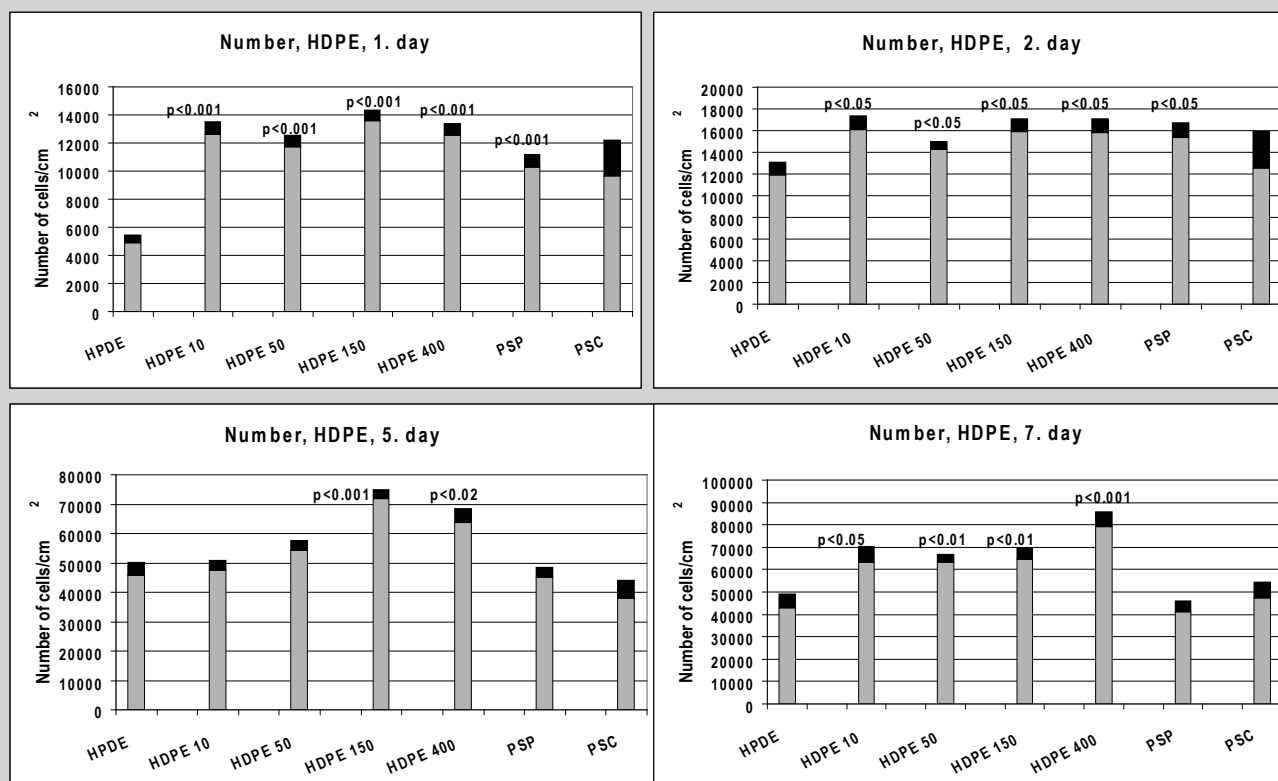 Number, HDPE, 1. day
Number of cells/cm 2
16000
14000
12000
10000
8000
6000
4000
2000
0
p<0.001
p<0.001
p<0.001
p<0.001
p<0.001
HPDE
HDPE 10
HDPE 50
HDPE 150
HDPE 400
PSP
PSC
Number, HDPE, 2. day
Number of cells/cm 2
20000
18000
16000
14000
12000
10000
8000
6000
4000
2000
0
p<0.05
p<0.05
p<0.05
p<0.05
p<0.05
HPDE
HDPE 10
HDPE 50
HDPE 150
HDPE 400
PSP
PSC
Number, HDPE, 5. day
Number of cells/cm 2
80000
70000
60000
50000
40000
30000
20000
10000
0
p<0.001
p<0.02
HPDE
HDPE 10
HDPE 50
HDPE 150
HDPE 400
PSP
PSC
Number, HDPE, 7. day
Number of cells/cm 2
100000
90000
80000
70000
60000
50000
40000
30000
20000
10000
0
p<0.05
p<0.01
p<0.01
p<0.001
HPDE
HDPE 10
HDPE 50
HDPE 150
HDPE 400
PSP
PSC